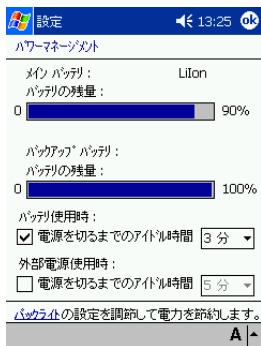 設定 13:25 ok
ﾊﾟﾜｰﾏﾈｰｼﾞﾒﾝﾄ
ﾒｲﾝ ﾊﾞｯﾃﾘ : LiIon
ﾊﾞｯﾃﾘの残量 :
0 90%
ﾊﾞｯｸｱｯﾌﾟ ﾊﾞｯﾃﾘ :
ﾊﾞｯﾃﾘの残量 :
0 100%
ﾊﾞｯﾃﾘ使用時 :
電源を切るまでのｱｲﾄﾞﾙ時間 3 分
外部電源使用時 :
電源を切るまでのｱｲﾄﾞﾙ時間 5 分
ﾊﾞｯｸﾗｲﾄの設定を調節して電力を節約します。
A